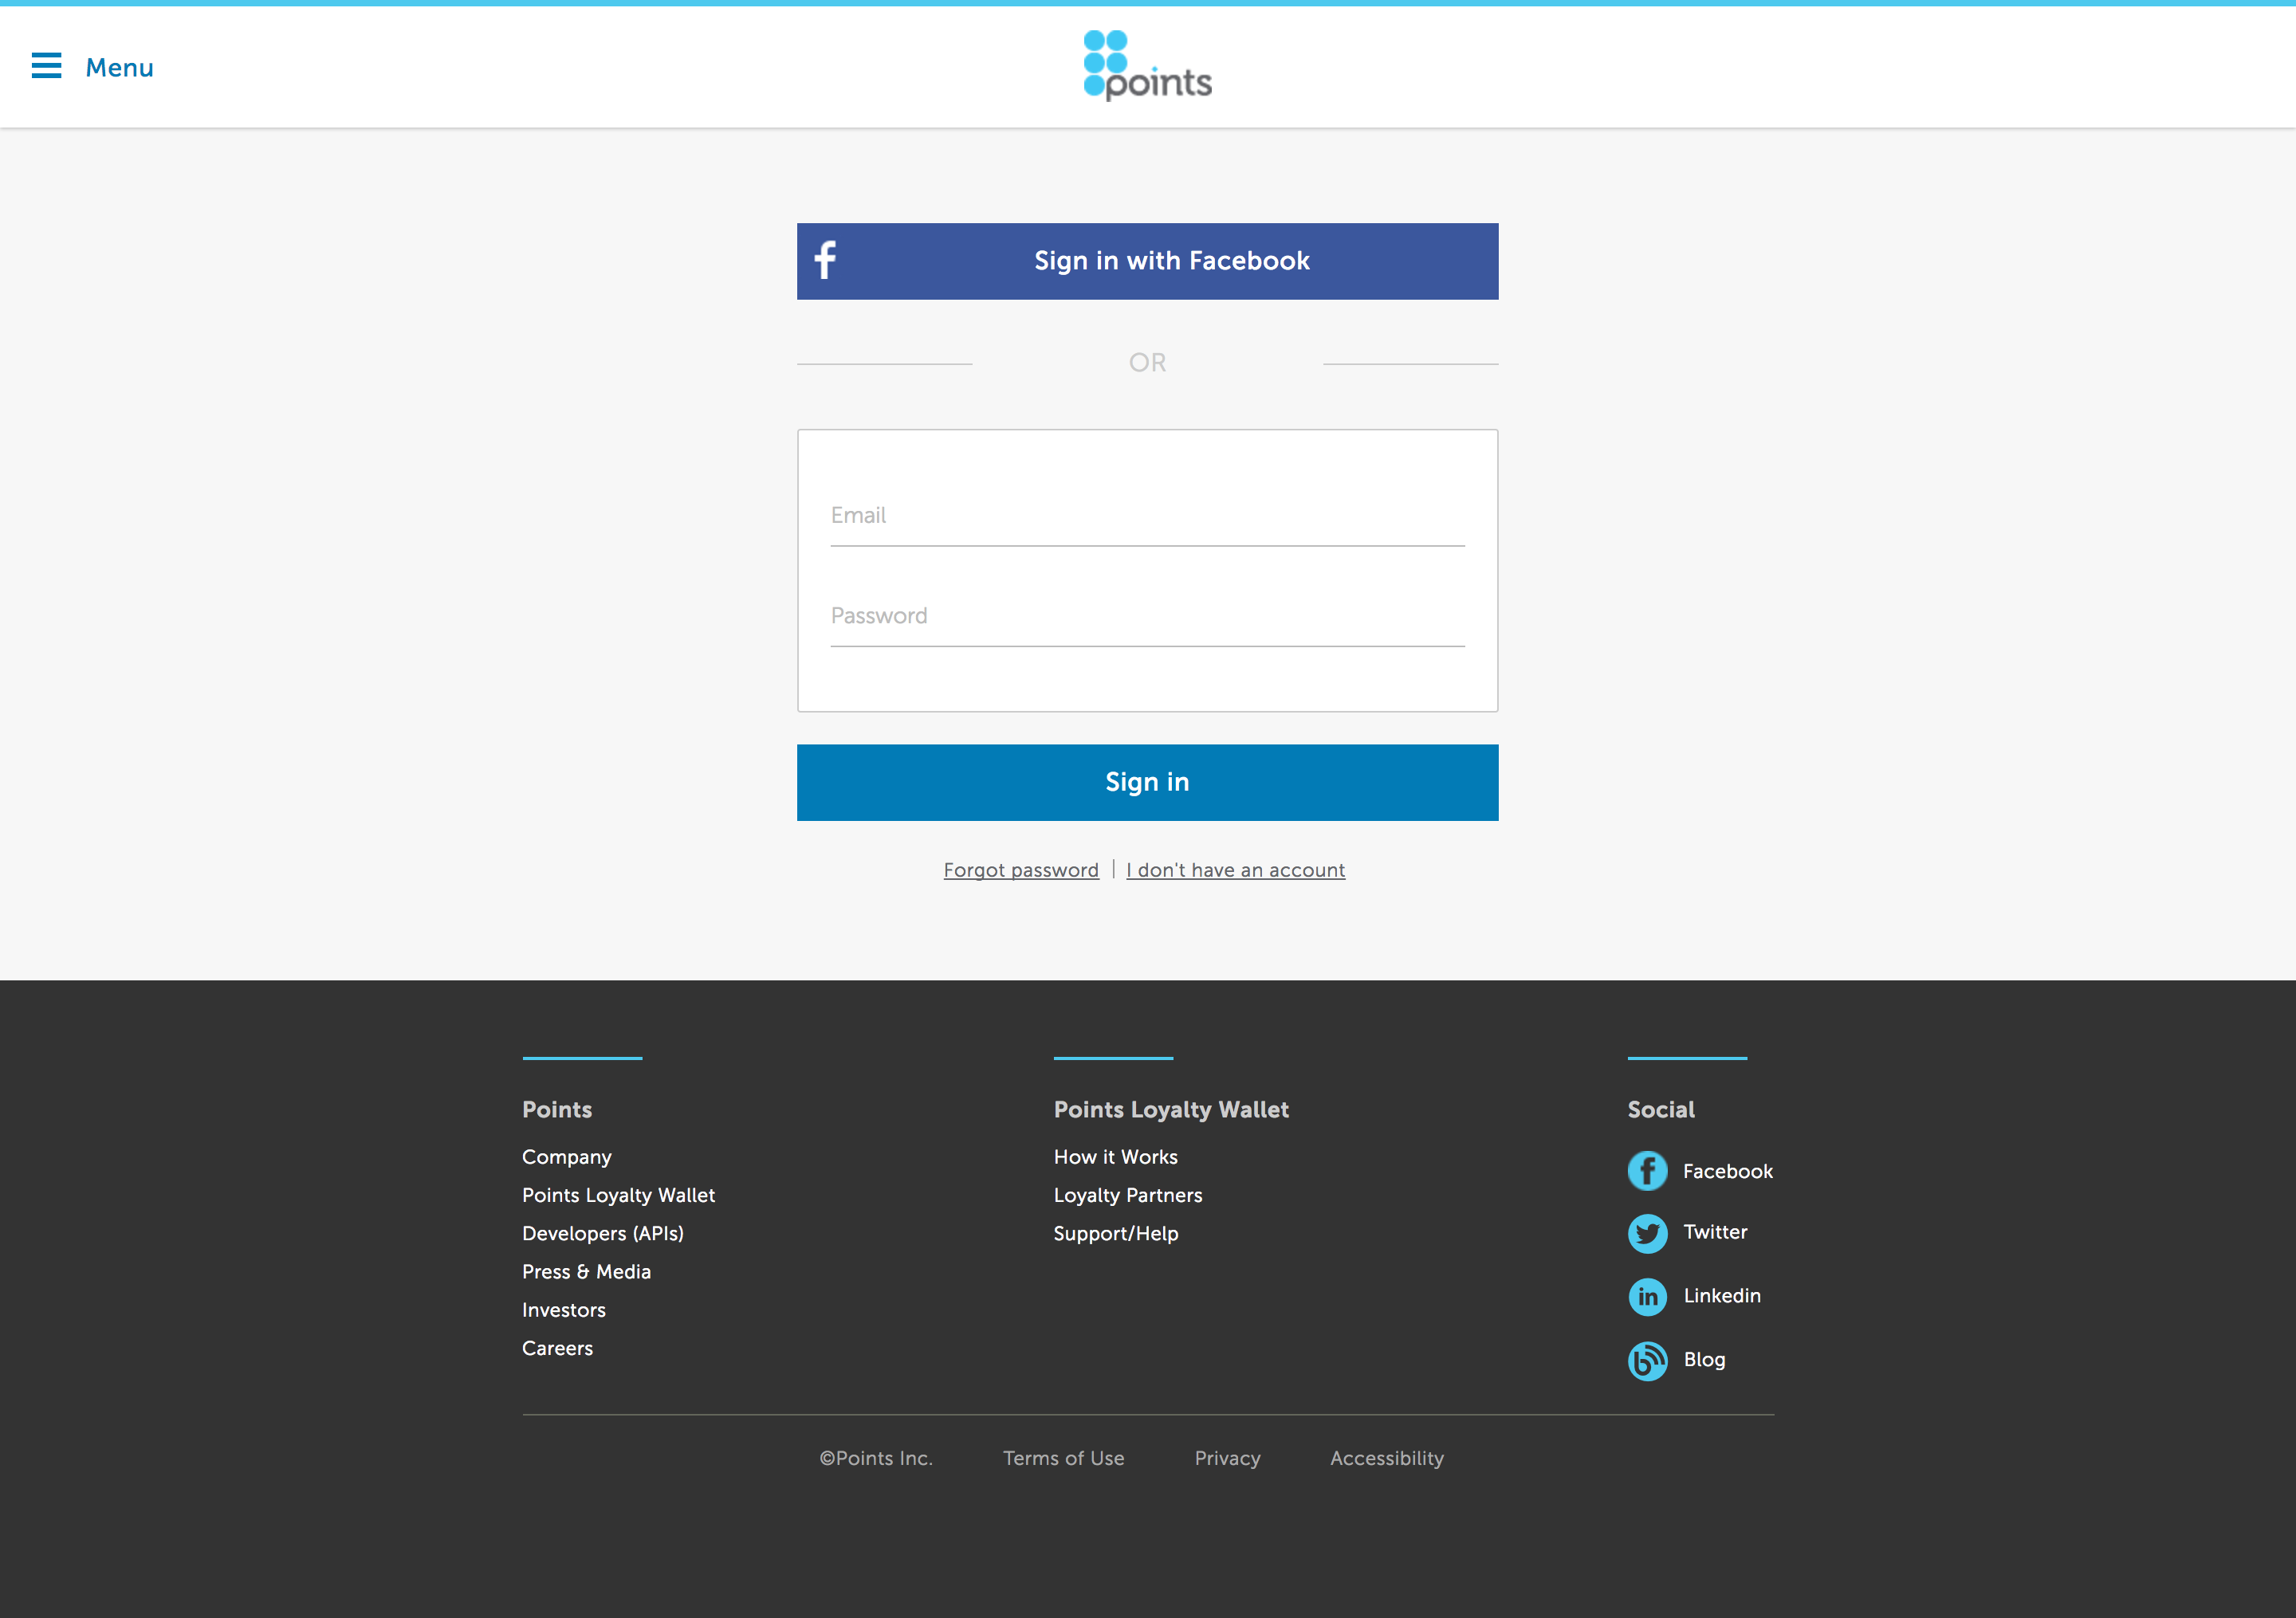 Menu
points
Sign in with Facebook
OR
Email
Password
Sign in
Forgot password | I don't have an account
Points
Company
Points Loyalty Wallet
Developers (APIs)
Press & Media
Investors
Careers
Points Loyalty Wallet
How it Works
Loyalty Partners
Support/Help
Social
Facebook
Twitter
Linkedin
Blog
©Points Inc. Terms of Use Privacy Accessibility